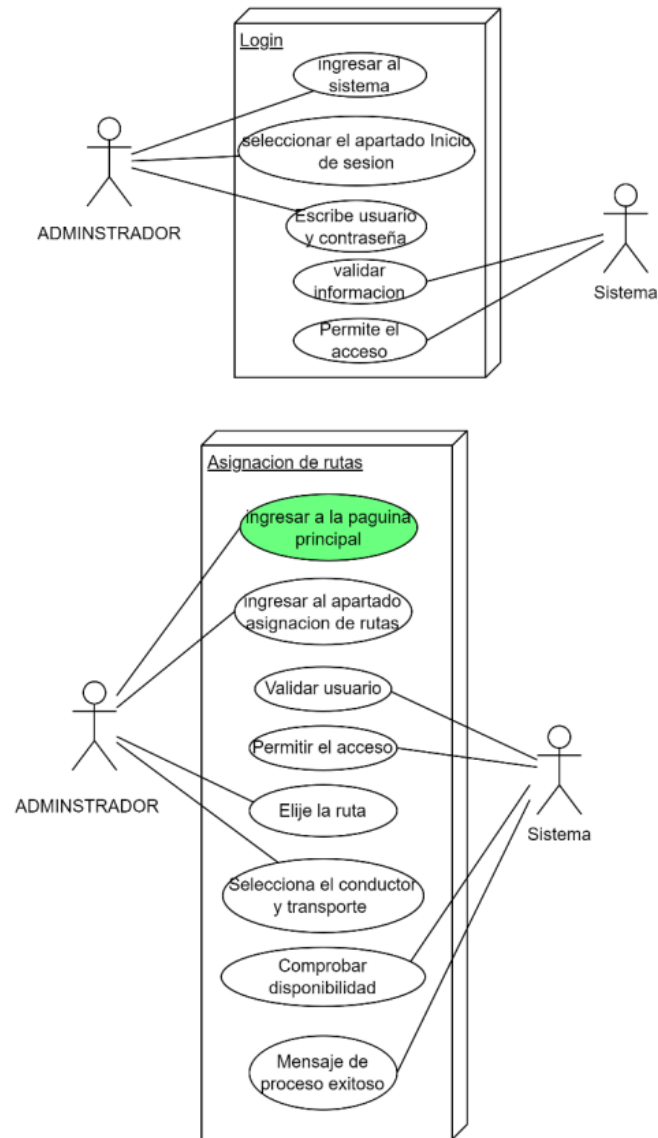 Login
ingresar al
sistema
seleccionar el apartado Inicio
de sesion
Escribe usuario
y contraseña
validar
informacion
Permite el
acceso
ADMINSTRADOR
Sistema
Asignacion de rutas
ingresar a la paguina
principal
ingresar al apartado
asignacion de rutas
Validar usuario
Permitir el acceso
Elije la ruta
Selecciona el conductor
y transporte
Comprobar
disponibilidad
Mensaje de
proceso exitoso
ADMINSTRADOR
Sistema